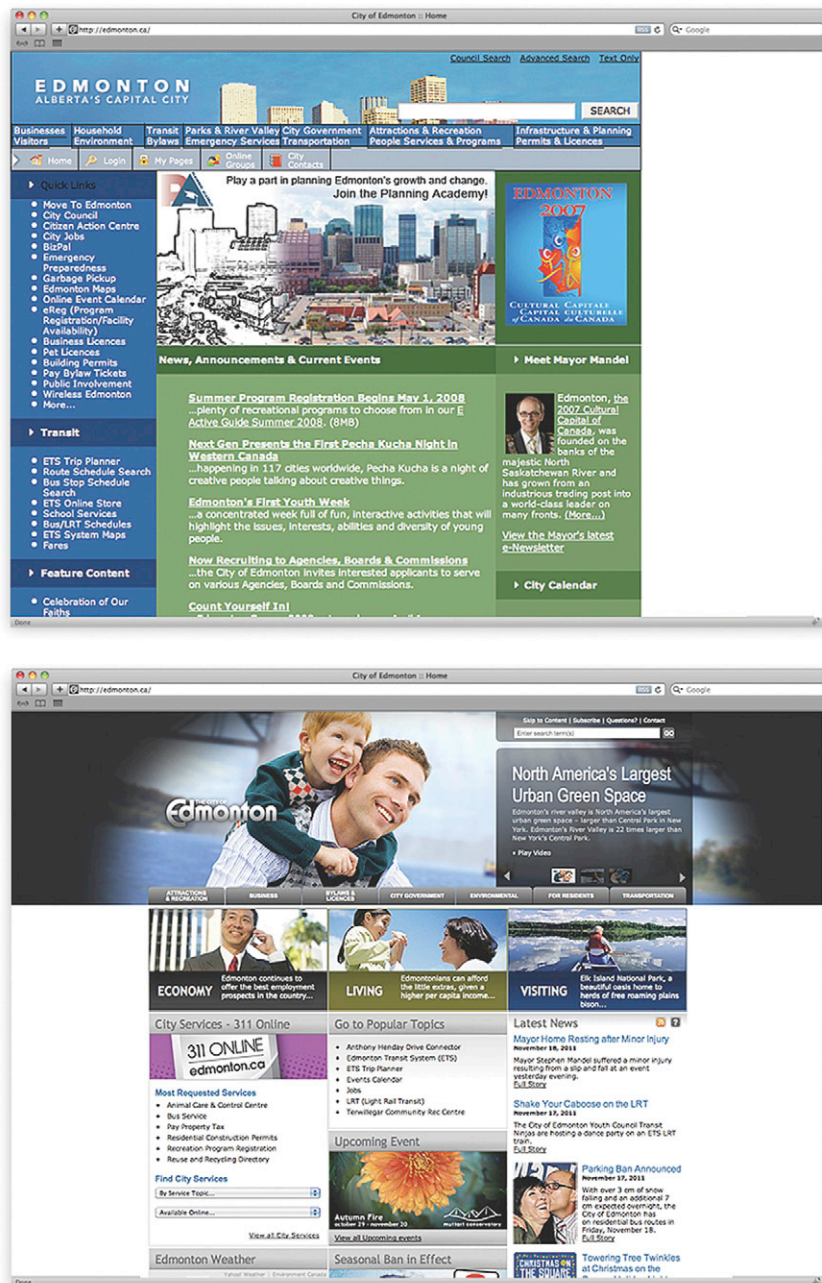 City of Edmonton :: Home
http://edmonton.ca/
RSS
Google
Council Search Advanced Search Text Only
EDMONTON
ALBERTA'S CAPITAL CITY
SEARCH
Businesses Household Transit Parks & River Valley City Government Attractions & Recreation Infrastructure & Planning
Visitors Environment Bylaws Emergency Services Transportation People Services & Programs Permits & Licences
Home Login My Pages Online Groups City Contacts
Quick Links
Move To Edmonton
City Council
Citizen Action Centre
City Jobs
BizPal
Emergency
Preparedness
Garbage Pickup
Edmonton Maps
Online Event Calendar
eReg (Program
Registration/Facility
Availability)
Business Licences
Pet Licences
Building Permits
Pay Bylaw Tickets
Public Involvement
Wireless Edmonton
More...
Transit
ETS Trip Planner
Route Schedule Search
Bus Stop Schedule
Search
ETS Online Store
School Services
Bus/LRT Schedules
ETS System Maps
Fares
Feature Content
Celebration of Our
Faiths
Play a part in planning Edmonton's growth and change.
Join the Planning Academy!
News, Announcements & Current Events
Summer Program Registration Begins May 1, 2008
...plenty of recreational programs to choose from in our E
Active Guide Summer 2008. (8MB)
Next Gen Presents the First Pecha Kucha Night in
Western Canada
...happening in 117 cities worldwide, Pecha Kucha is a night of
creative people talking about creative things.
Edmonton's First Youth Week
...a concentrated week full of fun, interactive activities that will
highlight the issues, interests, abilities and diversity of young
people.
Now Recruiting to Agencies, Boards & Commissions
...the City of Edmonton invites interested applicants to serve
on various Agencies, Boards and Commissions.
Count Yourself In!
EDMONTON
2007
CULTURAL CAPITALE
CAPITAL CULTURELLE
of CANADA du CANADA
Meet Mayor Mandel
Edmonton, the
2007 Cultural
Capital of
Canada, was
founded on the
banks of the
majestic North
Saskatchewan River and
has grown from an
industrious trading post into
a world-class leader on
many fronts. (More...)
View the Mayor's latest
e-Newsletter
City Calendar
Done
City of Edmonton :: Home
http://edmonton.ca/
RSS
Google
Skip to Content | Subscribe | Questions? | Contact
Enter search term(s)
GO
THE CITY OF
Edmonton
North America's Largest
Urban Green Space
Edmonton's river valley is North America's largest
urban green space – larger than Central Park in New
York. Edmonton's River Valley is 22 times larger than
New York's Central Park.
Play Video
ATTRACTIONS & RECREATION BUSINESS BYLAWS & LICENCES CITY GOVERNMENT ENVIRONMENTAL FOR RESIDENTS TRANSPORTATION
ECONOMY
Edmonton continues to
offer the best employment
prospects in the country...
LIVING
Edmontonians can afford
the little extras, given a
higher per capita income...
VISITING
Elk Island National Park, a
beautiful oasis home to
herds of free roaming plains
bison...
City Services - 311 Online
311 ONLINE
edmonton.ca
Most Requested Services
Animal Care & Control Centre
Bus Service
Pay Property Tax
Residential Construction Permits
Recreation Program Registration
Reuse and Recycling Directory
Find City Services
By Service Topic...
Available Online...
View all City Services
Edmonton Weather
Yahoo! Weather | Environment Canada
Go to Popular Topics
Anthony Henday Drive Connector
Edmonton Transit System (ETS)
ETS Trip Planner
Events Calendar
Jobs
LRT (Light Rail Transit)
Terwillegar Community Rec Centre
Upcoming Event
Autumn Fire
october 29 - november 20
muttart conservatory
View all Upcoming events
Seasonal Ban in Effect
Latest News
Mayor Home Resting after Minor Injury
November 18, 2011
Mayor Stephen Mandel suffered a minor injury
resulting from a slip and fall at an event
yesterday evening.
Full Story
Shake Your Caboose on the LRT
November 17, 2011
The City of Edmonton Youth Council Transit
Ninjas are hosting a dance party on an ETS LRT
train.
Full Story
Parking Ban Announced
November 17, 2011
With over 3 cm of snow
falling and an additional 7
cm expected overnight, the
City of Edmonton has
on residential bus routes in
Friday, November 18.
Full Story
CHRISTMAS ON
THE SQUARE
Towering Tree Twinkles
at Christmas on the
Done